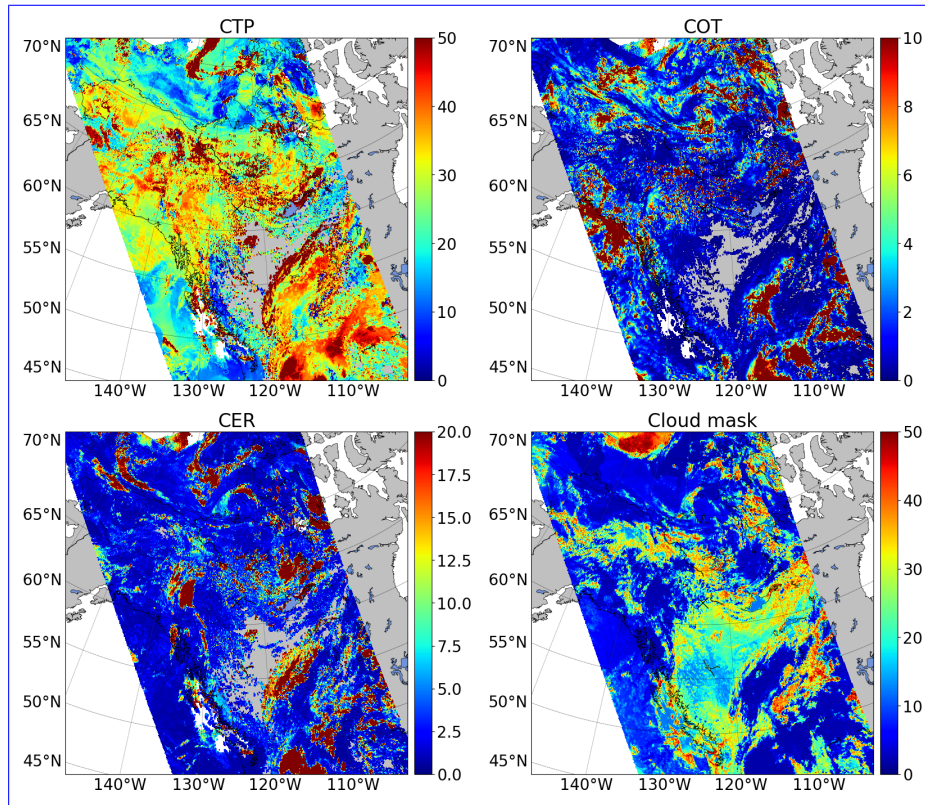 CTP
COT
70°N
65°N
60°N
55°N
50°N
45°N
140°W
130°W
120°W
110°W
50
40
30
20
10
0
70°N
65°N
60°N
55°N
50°N
45°N
140°W
130°W
120°W
110°W
10
8
6
4
2
0
CER
Cloud mask
70°N
65°N
60°N
55°N
50°N
45°N
140°W
130°W
120°W
110°W
20.0
17.5
15.0
12.5
10.0
7.5
5.0
2.5
0.0
70°N
65°N
60°N
55°N
50°N
45°N
140°W
130°W
120°W
110°W
50
40
30
20
10
0